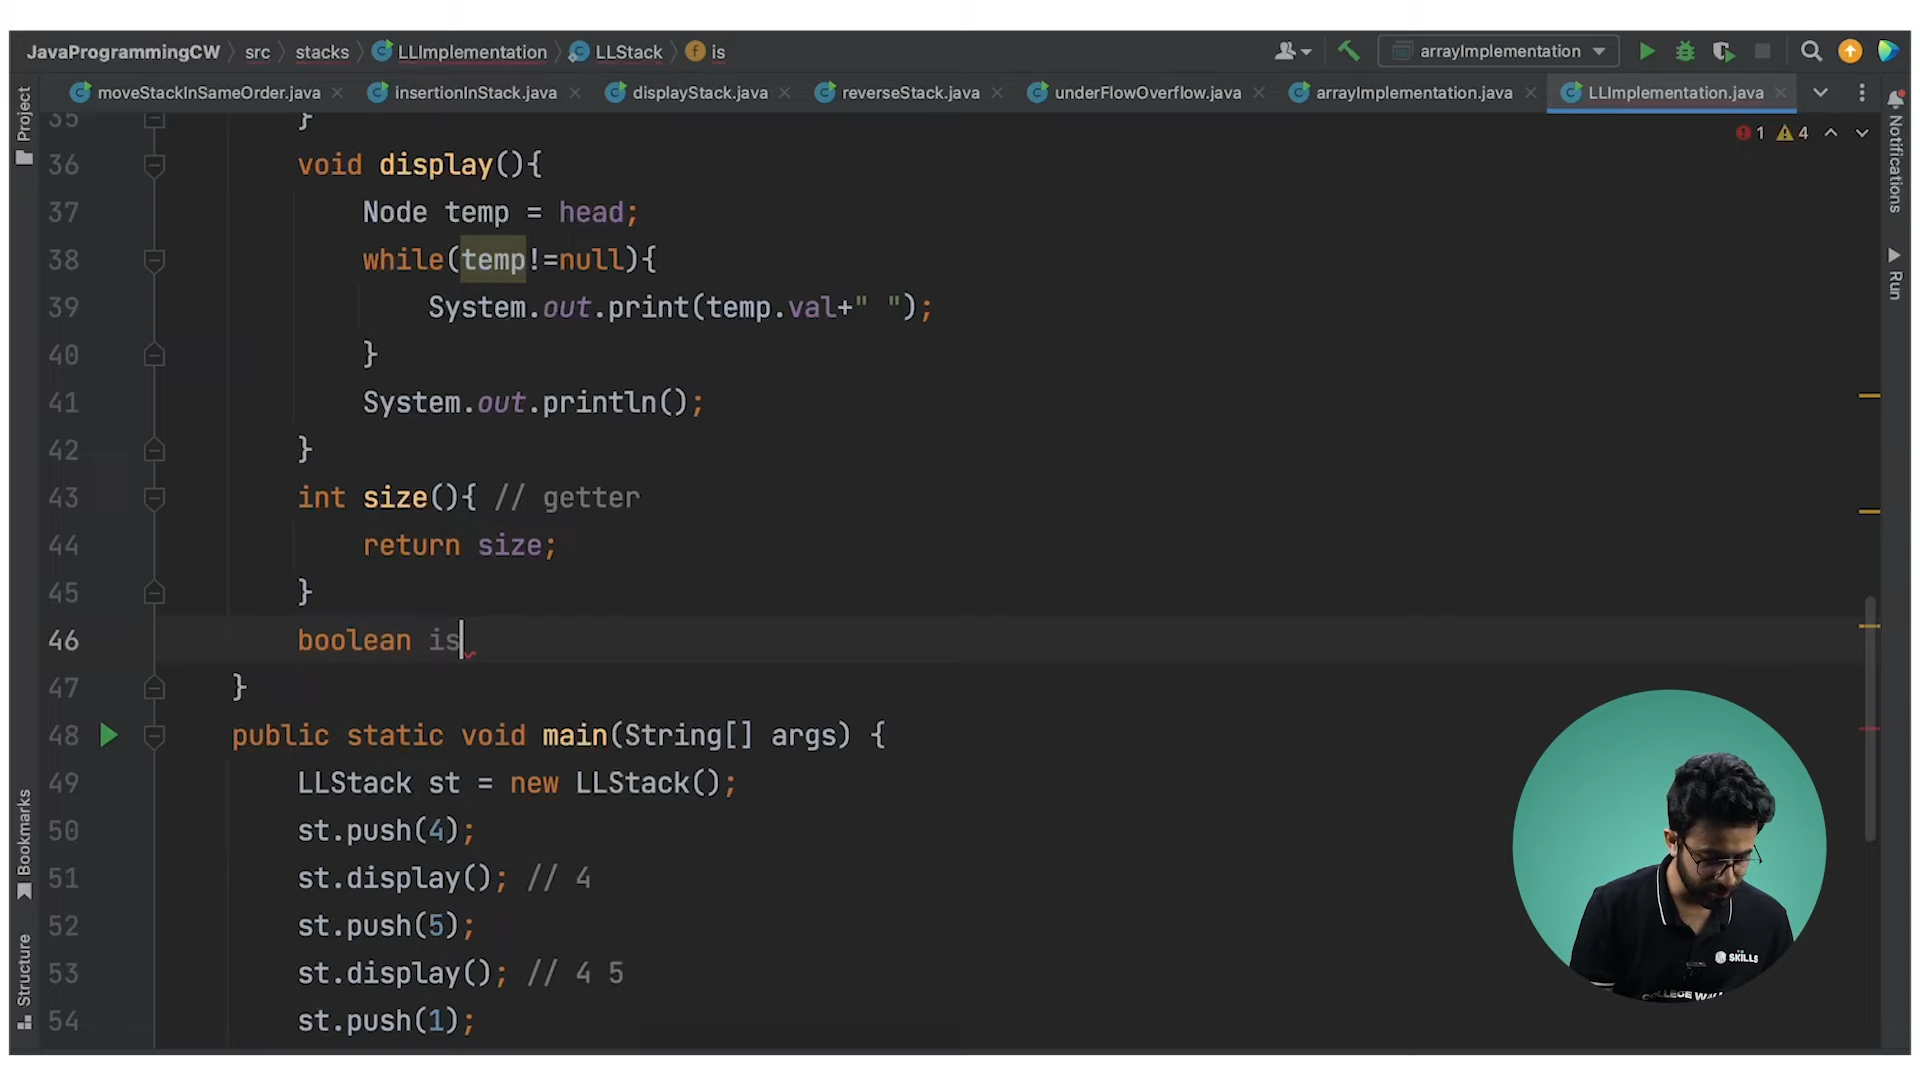 JavaProgrammingCW src stacks LLImplementation LLStack is
arrayImplementation
moveStackInSameOrder.java insertionInStack.java displayStack.java reverseStack.java underFlowOverflow.java arrayImplementation.java LLImplementation.java
Project
Notifications
Run
Bookmarks
Structure
1 4
35 }
36 void display(){
37 Node temp = head;
38 while(temp!=null){
39 System.out.print(temp.val+" ");
40 }
41 System.out.println();
42 }
43 int size(){ // getter
44 return size;
45 }
46 boolean is
47 }
48 public static void main(String[] args) {
49 LLStack st = new LLStack();
50 st.push(4);
51 st.display(); // 4
52 st.push(5);
53 st.display(); // 4 5
54 st.push(1);
SKILLS